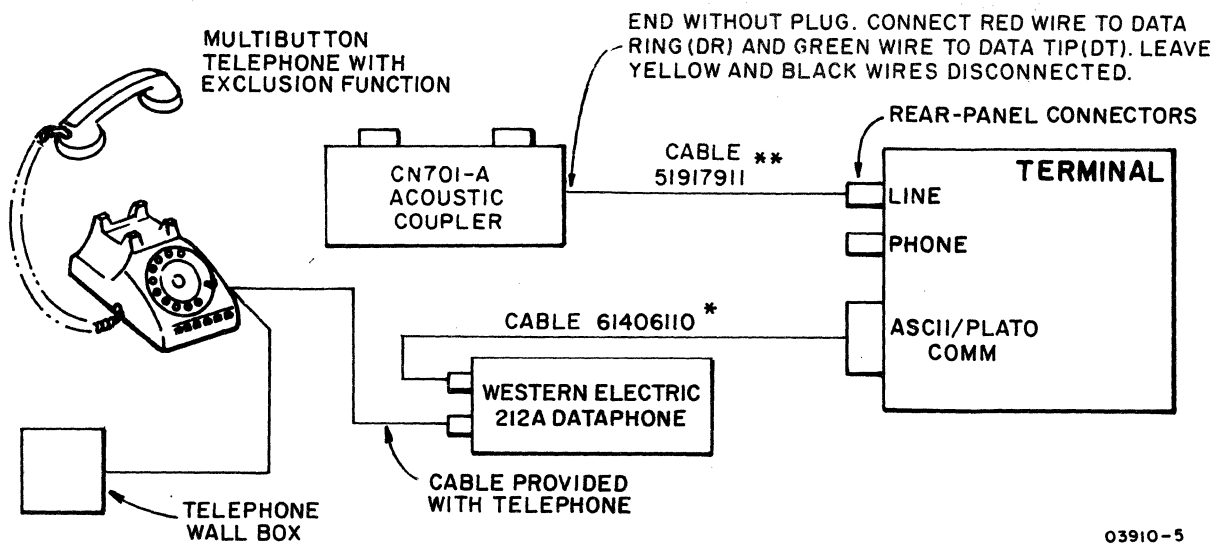 END WITHOUT PLUG. CONNECT RED WIRE TO DATA
RING (DR) AND GREEN WIRE TO DATA TIP(DT). LEAVE
YELLOW AND BLACK WIRES DISCONNECTED.
MULTIBUTTON
TELEPHONE WITH
EXCLUSION FUNCTION
REAR-PANEL CONNECTORS
CN701-A
ACOUSTIC
COUPLER
CABLE **
51917911
TERMINAL
LINE
PHONE
ASCII/PLATO
COMM
CABLE 61406110 *
WESTERN ELECTRIC
212A DATAPHONE
CABLE PROVIDED
WITH TELEPHONE
TELEPHONE
WALL BOX
03910-5